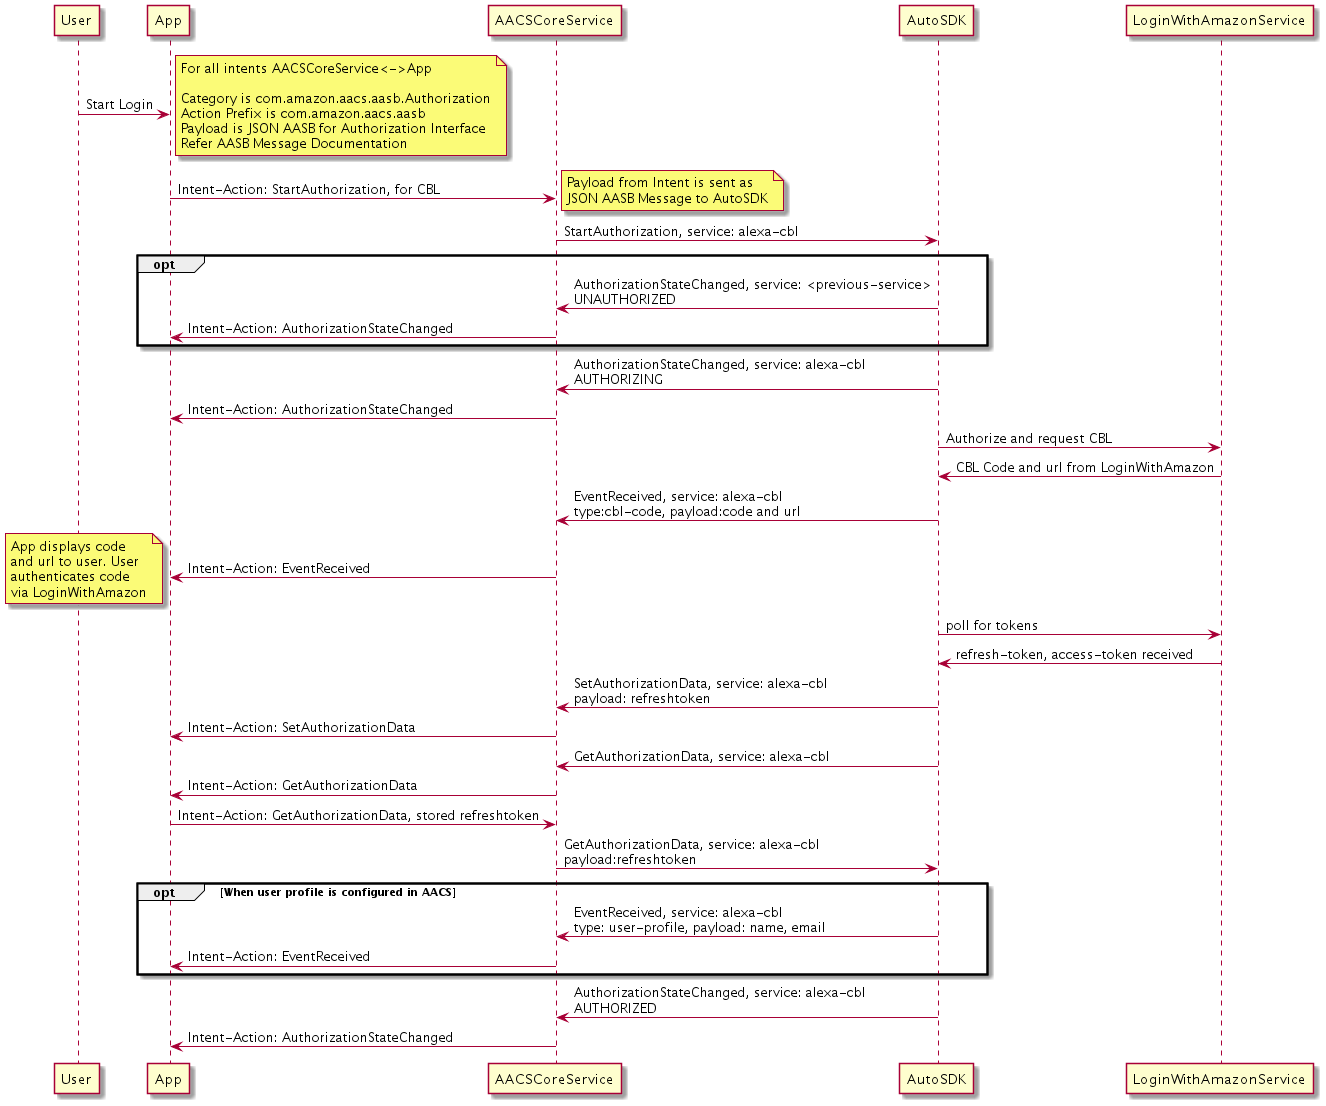 User
App
AACSCoreService
AutoSDK
LoginWithAmazonService
For all intents AACSCoreService<->App
Category is com.amazon.aacs.aasb.Authorization
Action Prefix is com.amazon.aacs.aasb
Payload is JSON AASB for Authorization Interface
Refer AASB Message Documentation
Start Login
Payload from Intent is sent as
JSON AASB Message to AutoSDK
Intent-Action: StartAuthorization, for CBL
StartAuthorization, service: alexa-cbl
opt
AuthorizationStateChanged, service: <previous-service>
UNAUTHORIZED
Intent-Action: AuthorizationStateChanged
AuthorizationStateChanged, service: alexa-cbl
AUTHORIZING
Intent-Action: AuthorizationStateChanged
Authorize and request CBL
CBL Code and url from LoginWithAmazon
EventReceived, service: alexa-cbl
type:cbl-code, payload:code and url
App displays code
and url to user. User
authenticates code
via LoginWithAmazon
Intent-Action: EventReceived
poll for tokens
refresh-token, access-token received
SetAuthorizationData, service: alexa-cbl
payload: refreshtoken
Intent-Action: SetAuthorizationData
GetAuthorizationData, service: alexa-cbl
Intent-Action: GetAuthorizationData
Intent-Action: GetAuthorizationData, stored refreshtoken
GetAuthorizationData, service: alexa-cbl
payload:refreshtoken
opt
[When user profile is configured in AACS]
EventReceived, service: alexa-cbl
type: user-profile, payload: name, email
Intent-Action: EventReceived
AuthorizationStateChanged, service: alexa-cbl
AUTHORIZED
Intent-Action: AuthorizationStateChanged
User
App
AACSCoreService
AutoSDK
LoginWithAmazonService